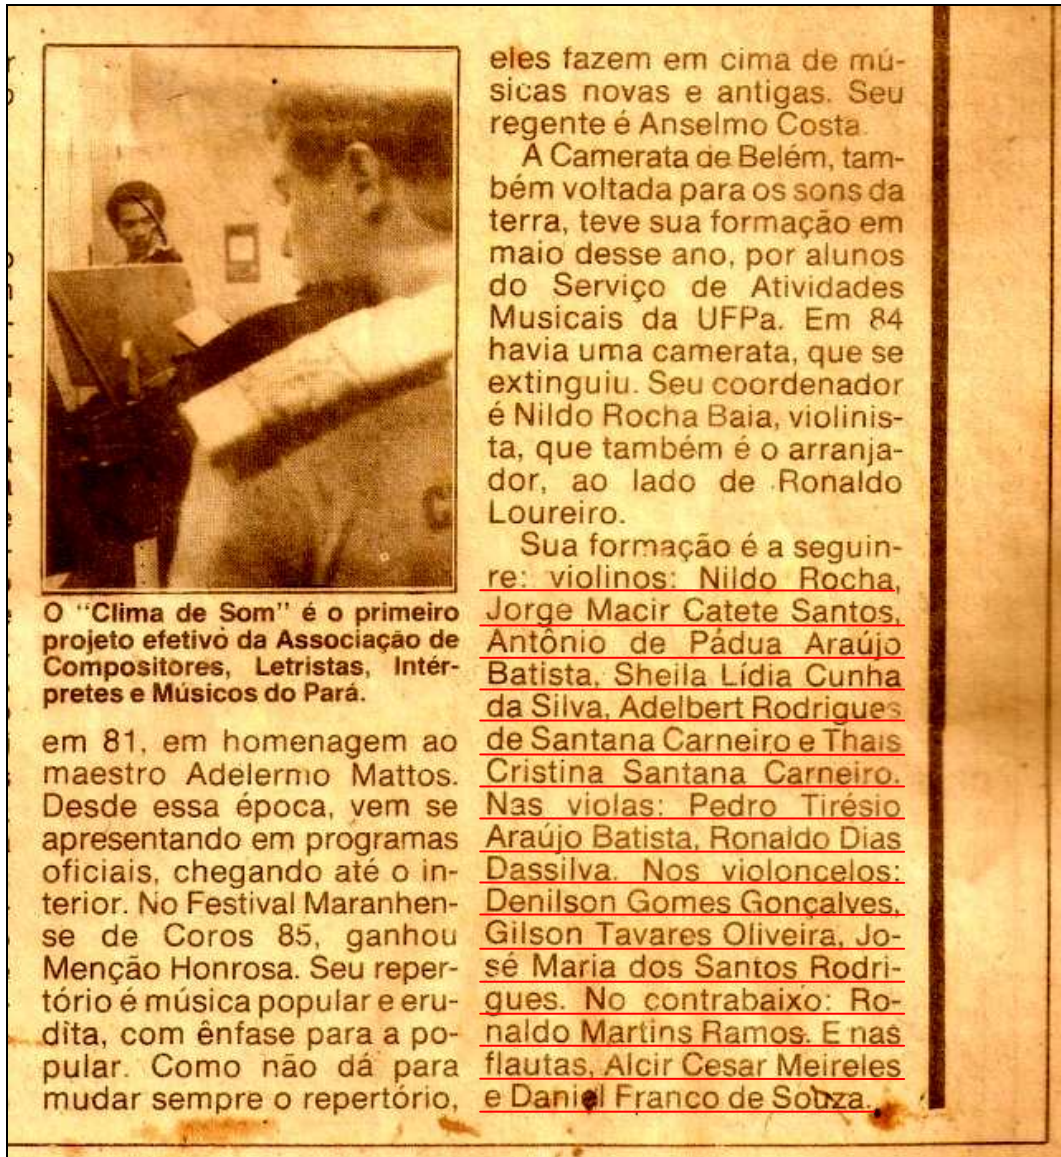 O "Clima de Som" é o primeiro
projeto efetivo da Associação de
Compositores, Letristas, Intér-
pretes e Músicos do Pará.
em 81, em homenagem ao
maestro Adelermo Mattos.
Desde essa época, vem se
apresentando em programas
oficiais, chegando até o in-
terior. No Festival Maranhen-
se de Coros 85, ganhou
Menção Honrosa. Seu reper-
tório é música popular e eru-
dita, com ênfase para a po-
pular. Como não dá para
mudar sempre o repertório,
eles fazem em cima de mú-
sicas novas e antigas. Seu
regente é Anselmo Costa.
A Camerata de Belém, tam-
bém voltada para os sons da
terra, teve sua formação em
maio desse ano, por alunos
do Serviço de Atividades
Musicais da UFPa. Em 84
havia uma camerata, que se
extinguiu. Seu coordenador
é Nildo Rocha Baia, violinis-
ta, que também é o arranja-
dor, ao lado de Ronaldo
Loureiro.
Sua formação é a seguin-
re: violinos: Nildo Rocha,
Jorge Macir Catete Santos,
Antônio de Pádua Araújo
Batista, Sheila Lídia Cunha
da Silva, Adelbert Rodrigues
de Santana Carneiro e Thais
Cristina Santana Carneiro.
Nas violas: Pedro Tirésio
Araújo Batista, Ronaldo Dias
Dassilva. Nos violoncelos:
Denilson Gomes Gonçalves,
Gilson Tavares Oliveira, Jo-
sé Maria dos Santos Rodri-
gues. No contrabaixo: Ro-
naldo Martins Ramos. E nas
flautas, Alcir Cesar Meireles
e Daniel Franco de Souza.